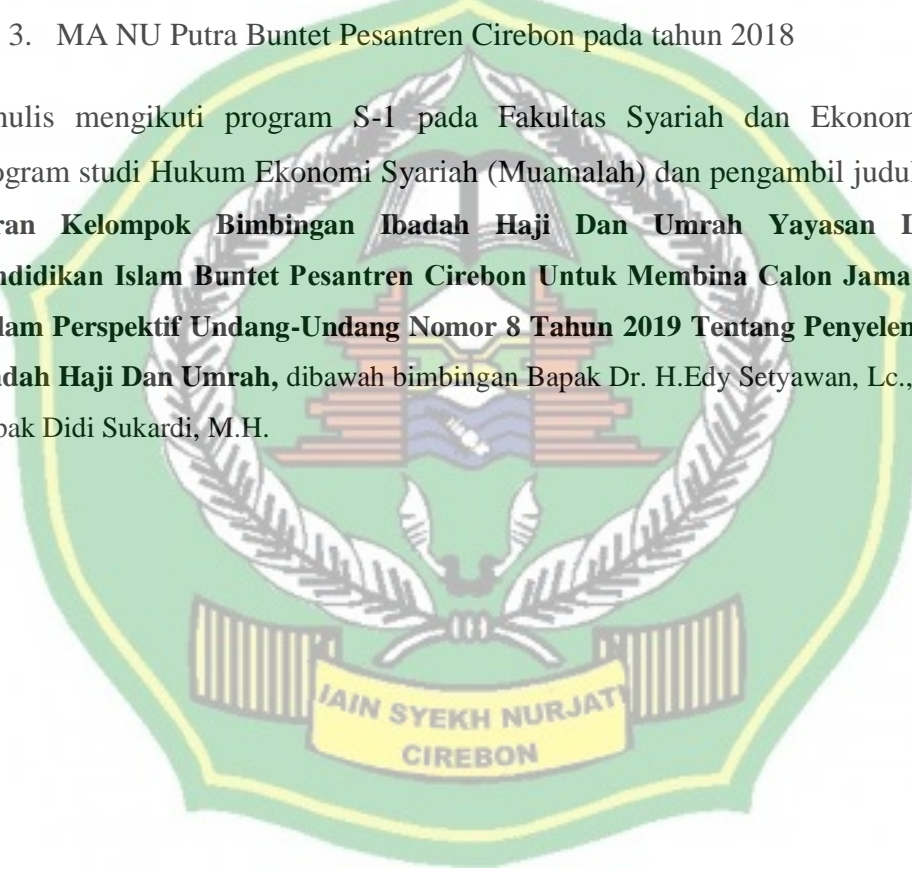 3. MA NU Putra Buntet Pesantren Cirebon pada tahun 2018
nulis mengikuti program S-1 pada Fakultas Syariah dan Ekonom
ogram studi Hukum Ekonomi Syariah (Muamalah) dan pengambil judul
ran Kelompok Bimbingan Ibadah Haji Dan Umrah Yayasan L
ndidikan Islam Buntet Pesantren Cirebon Untuk Membina Calon Jama
lam Perspektif Undang-Undang Nomor 8 Tahun 2019 Tentang Penyelen
adah Haji Dan Umrah, dibawah bimbingan Bapak Dr. H.Edy Setyawan, Lc.,
pak Didi Sukardi, M.H.
IAIN SYEKH NURJATI
CIREBON